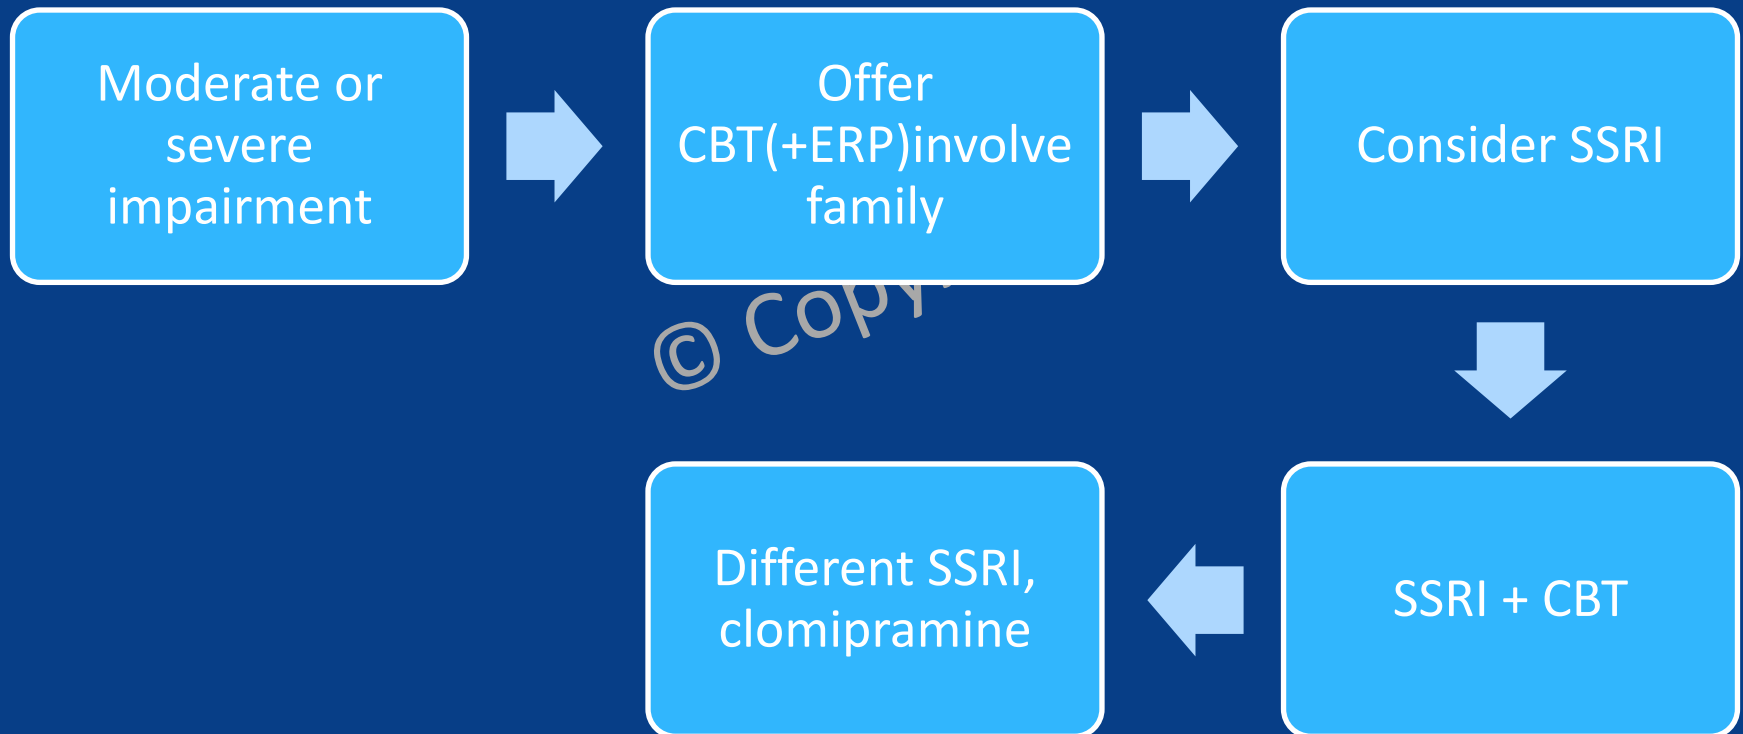 Moderate or
severe
impairment
Offer
CBT(+ERP)involve
family
Consider SSRI
© Copy
SSRI + CBT
Different SSRI,
clomipramine